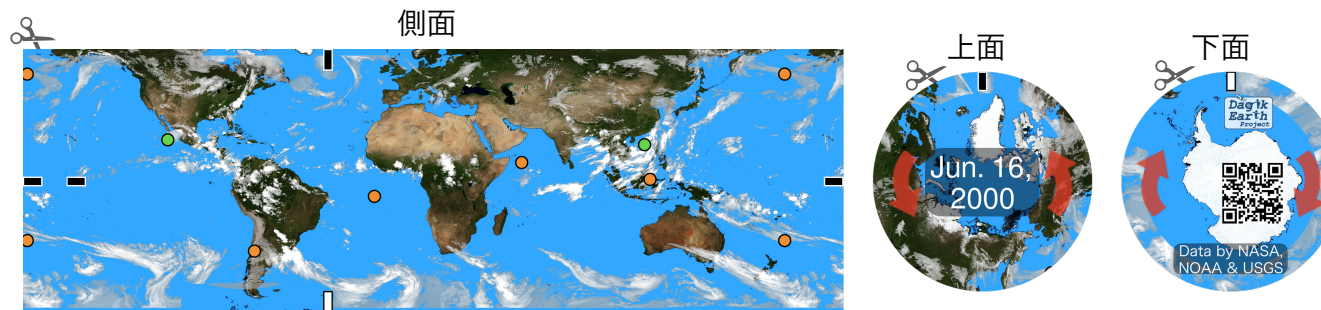 側面
上面
下面
Jun. 16,
2000
Dagik
Earth
Project
Data by NASA,
NOAA & USGS